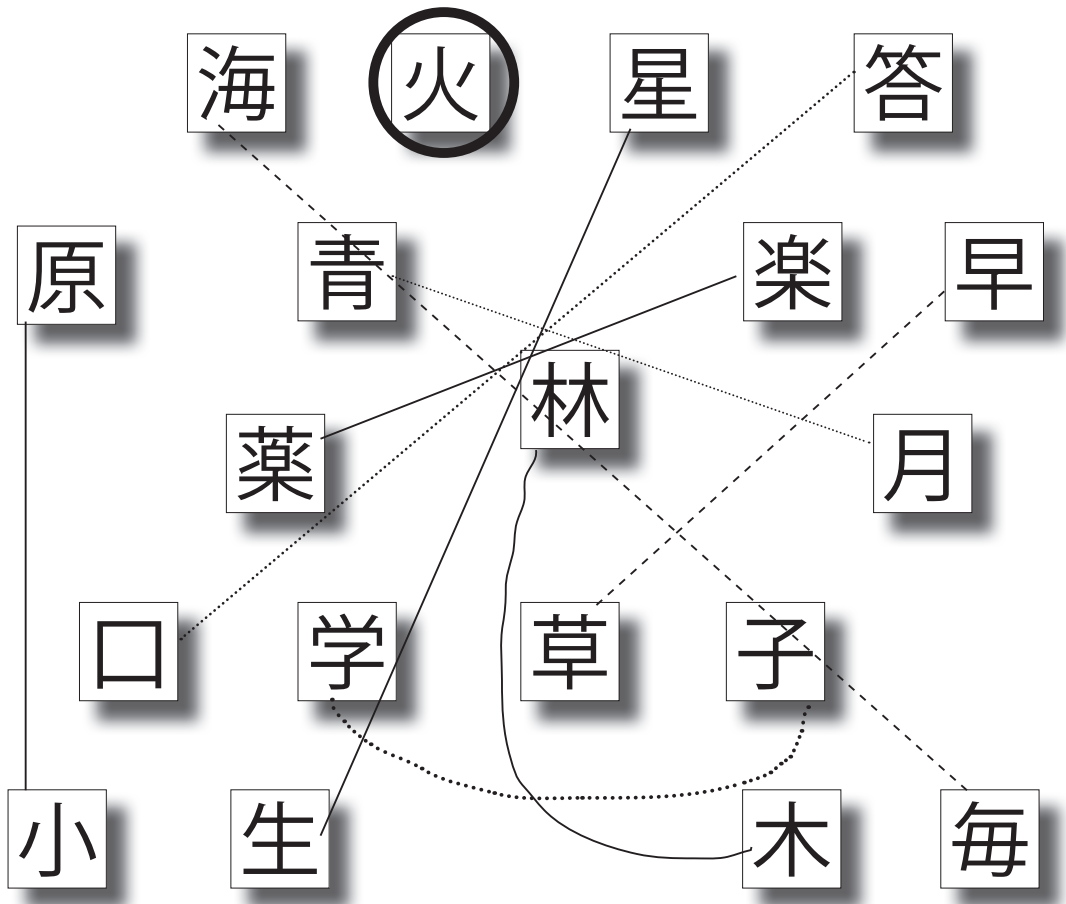 海 火 星 答
原 青 楽 早
薬 林 月
口 学 草 子
小 生 木 毎